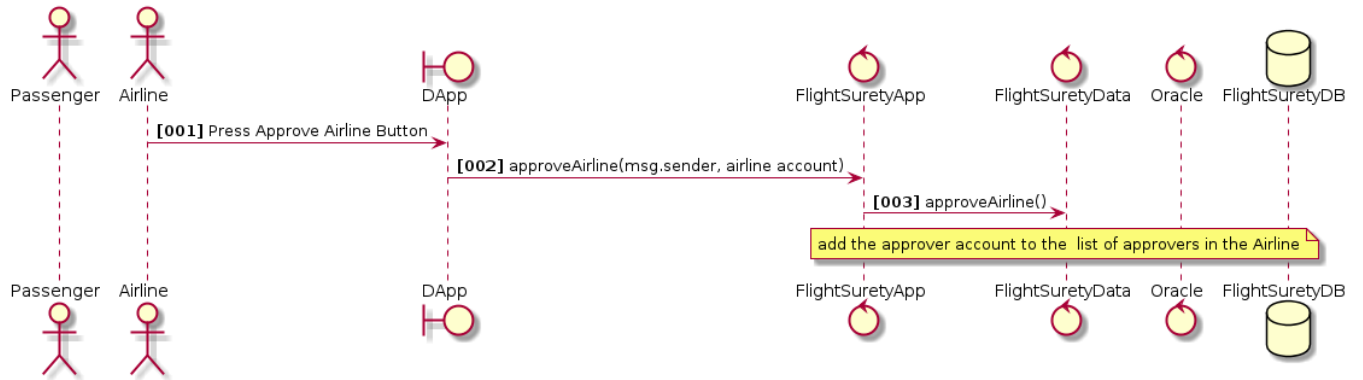 Passenger Airline DApp FlightSuretyApp FlightSuretyData Oracle FlightSuretyDB
[001] Press Approve Airline Button
[002] approveAirline(msg.sender, airline account)
[003] approveAirline()
add the approver account to the  list of approvers in the Airline
Passenger Airline DApp FlightSuretyApp FlightSuretyData Oracle FlightSuretyDB